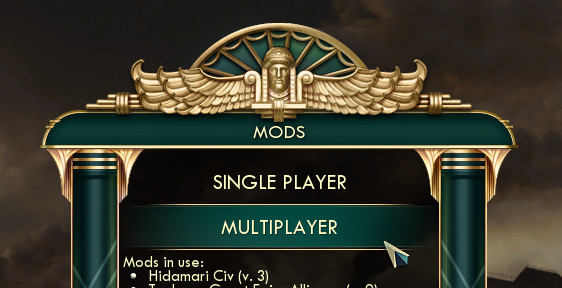 MODS
SINGLE PLAYER
MULTIPLAYER
Mods in use:
• Hidamari Civ (v. 3)